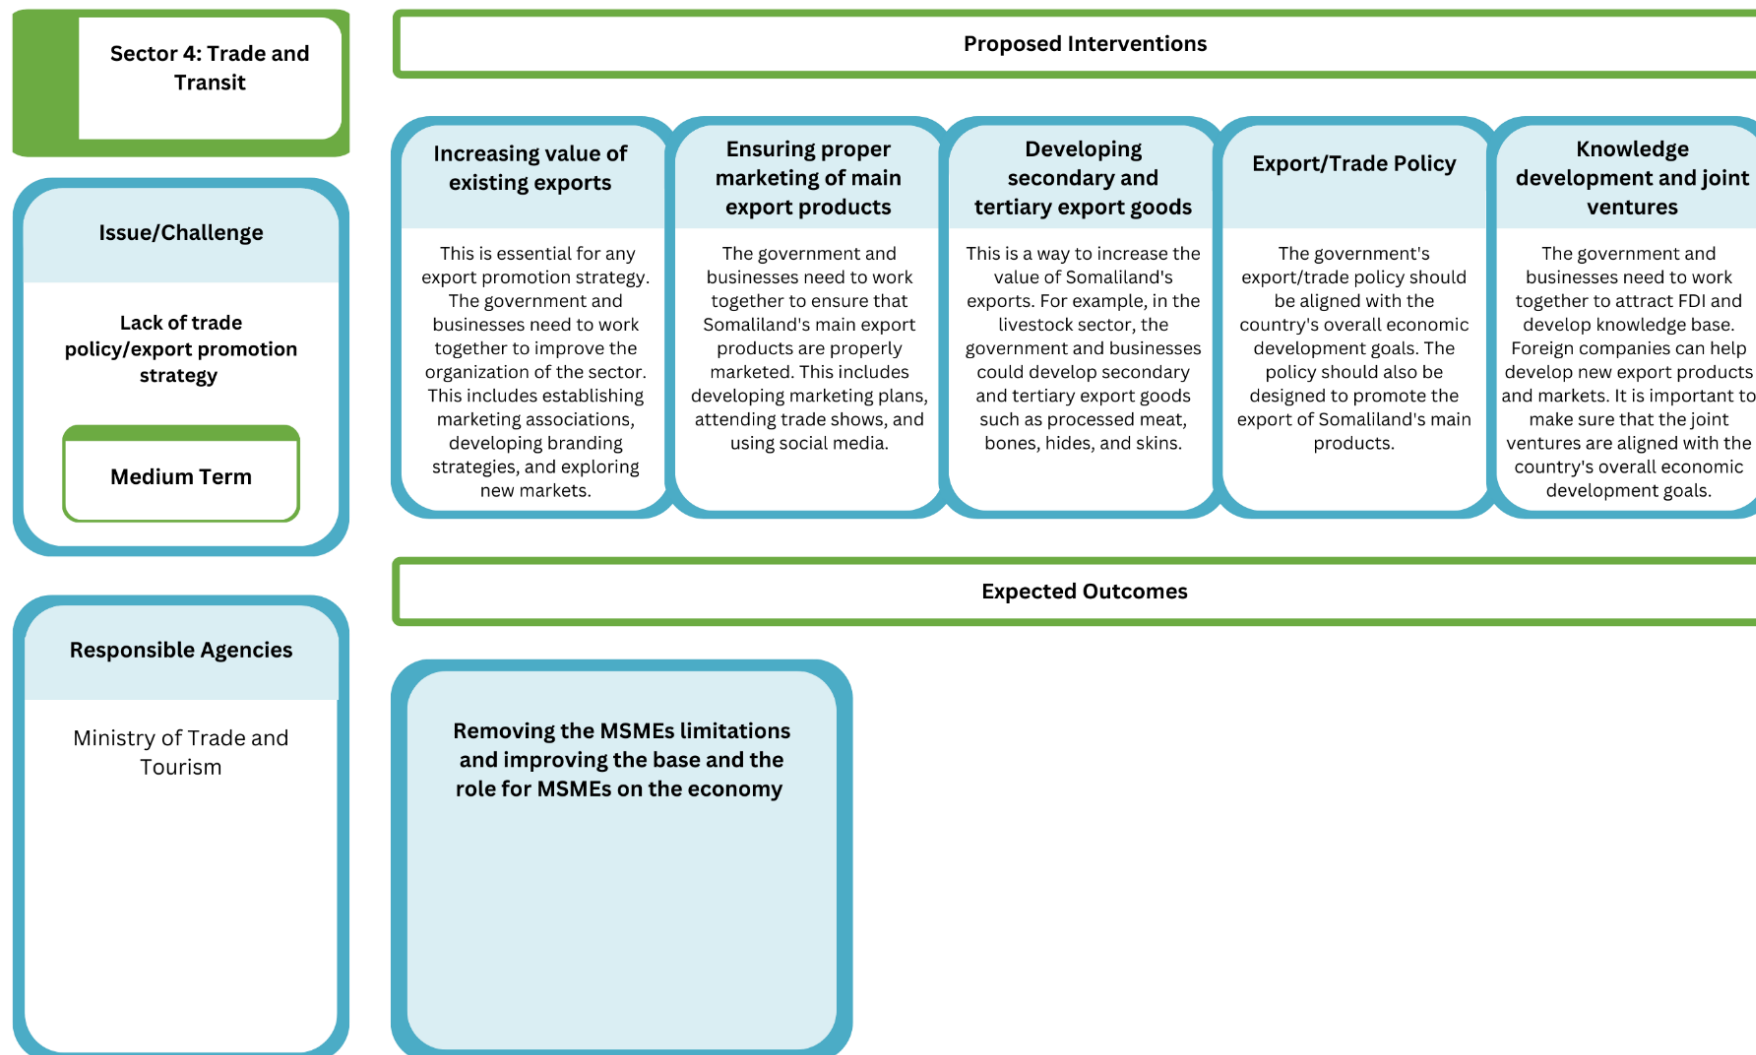 Sector 4: Trade and
Transit
Issue/Challenge
Lack of trade
policy/export promotion
strategy
Medium Term
Responsible Agencies
Ministry of Trade and
Tourism
Proposed Interventions
Increasing value of
existing exports
This is essential for any
export promotion strategy.
The government and
businesses need to work
together to improve the
organization of the sector.
This includes establishing
marketing associations,
developing branding
strategies, and exploring
new markets.
Ensuring proper
marketing of main
export products
The government and
businesses need to work
together to ensure that
Somaliland's main export
products are properly
marketed. This includes
developing marketing plans,
attending trade shows, and
using social media.
Developing
secondary and
tertiary export goods
This is a way to increase the
value of Somaliland's
exports. For example, in the
livestock sector, the
government and businesses
could develop secondary
and tertiary export goods
such as processed meat,
bones, hides, and skins.
Export/Trade Policy
The government's
export/trade policy should
be aligned with the
country's overall economic
development goals. The
policy should also be
designed to promote the
export of Somaliland's main
products.
Knowledge
development and joint
ventures
The government and
businesses need to work
together to attract FDI and
develop knowledge base.
Foreign companies can help
develop new export products
and markets. It is important to
make sure that the joint
ventures are aligned with the
country's overall economic
development goals.
Expected Outcomes
Removing the MSMEs limitations
and improving the base and the
role for MSMEs on the economy